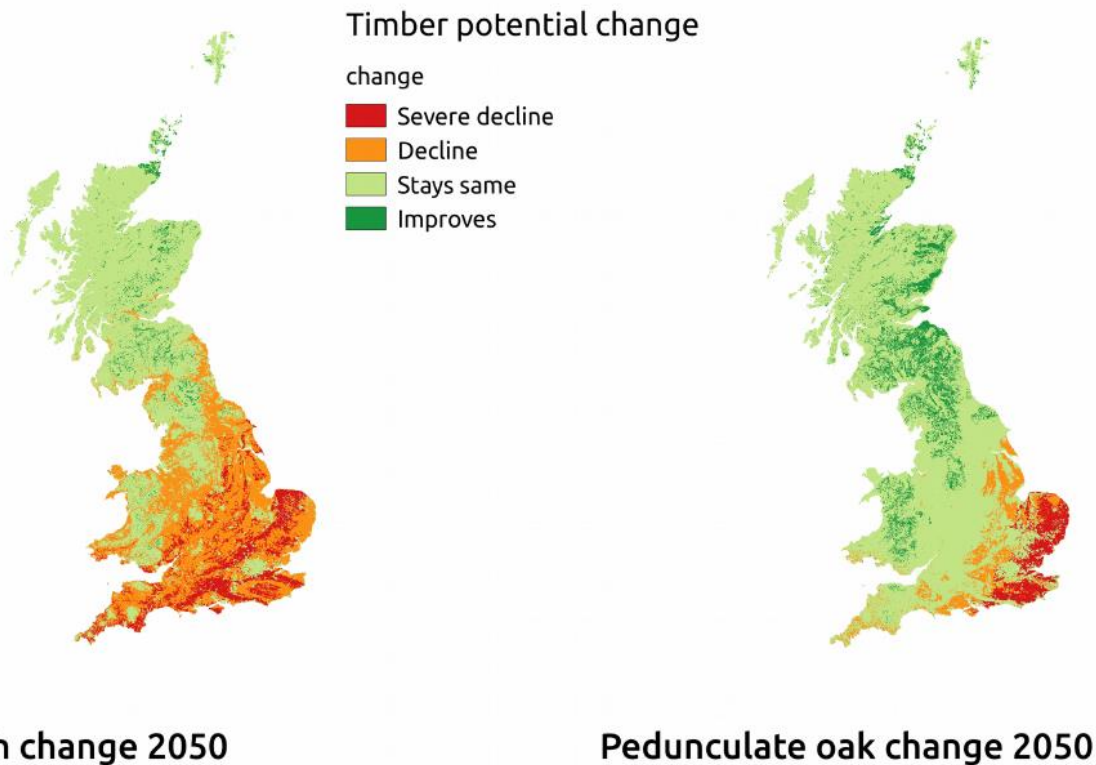 Timber potential change
change
Severe decline
Decline
Stays same
Improves
change 2050
Pedunculate oak change 2050